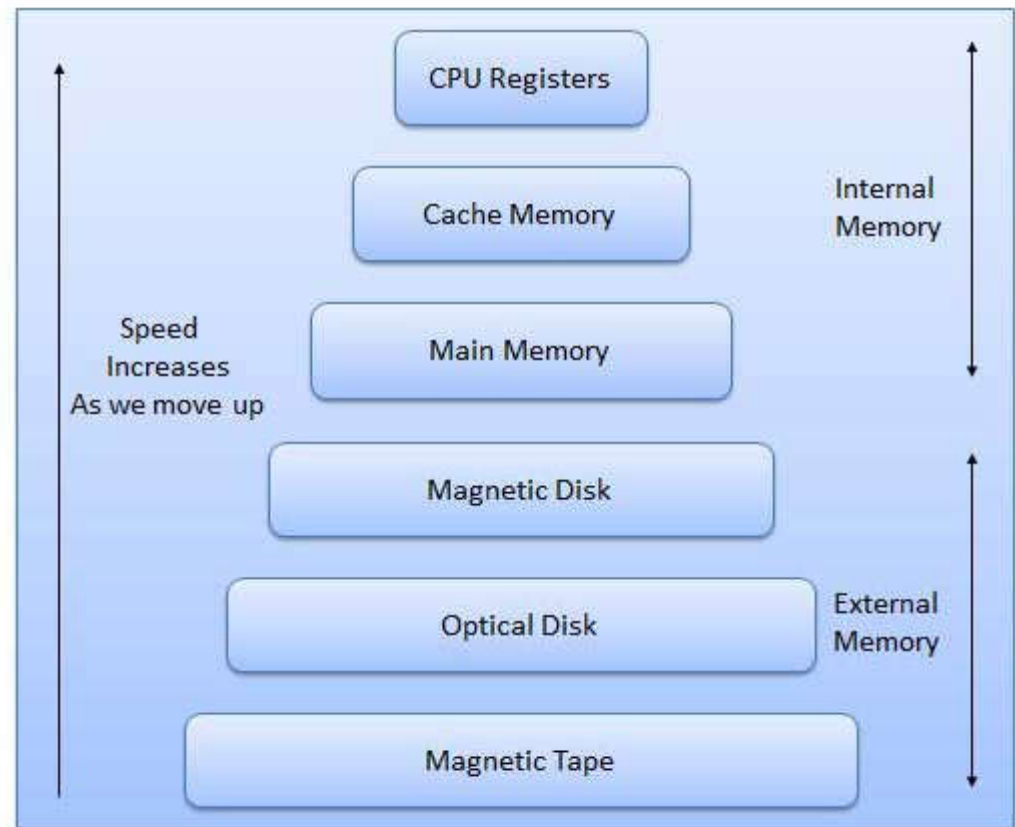 CPU Registers
Cache Memory
Internal
Memory
Speed
Increases
As we move up
Main Memory
Magnetic Disk
Optical Disk
External
Memory
Magnetic Tape